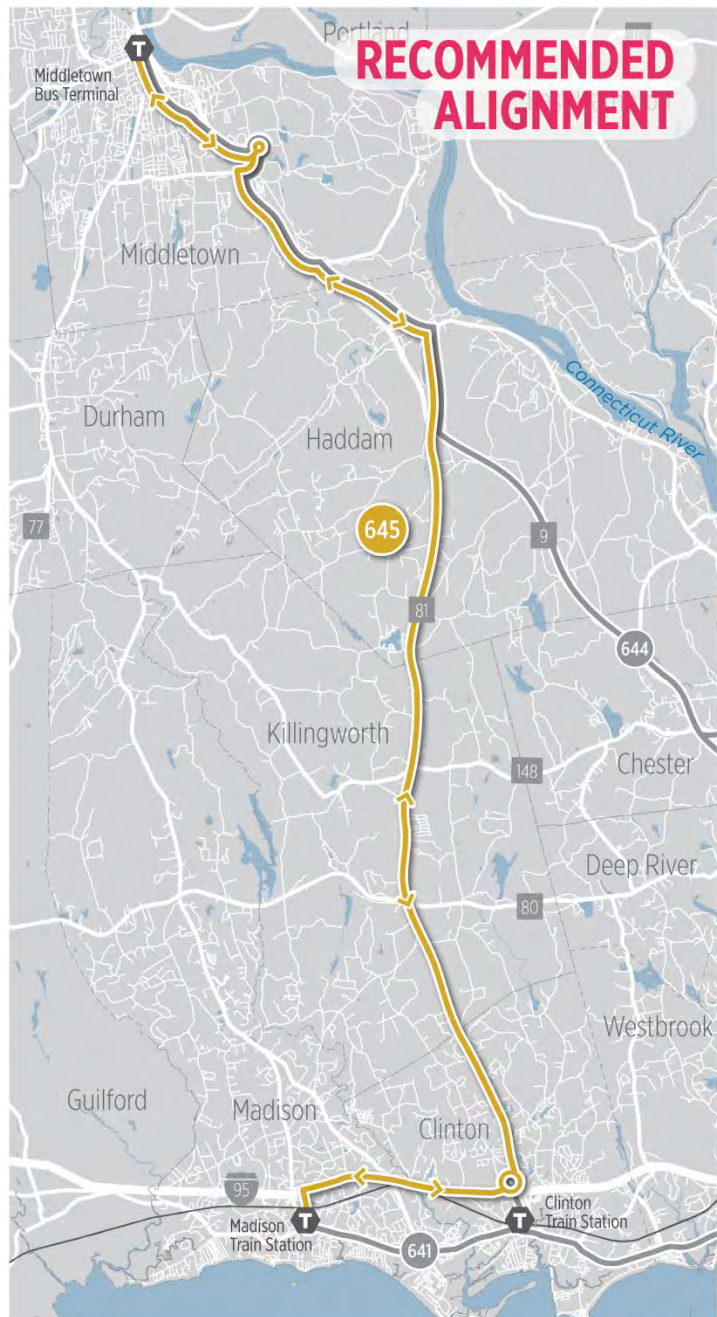 Portland
RECOMMENDED
ALIGNMENT
T
Middletown
Bus Terminal
Middletown
Durham
Haddam
Connecticut River
77
645
9
81
644
Killingworth
148
Chester
Deep River
80
Westbrook
Guilford
Madison
Clinton
95
T
Madison
Train Station
641
T
Clinton
Train Station